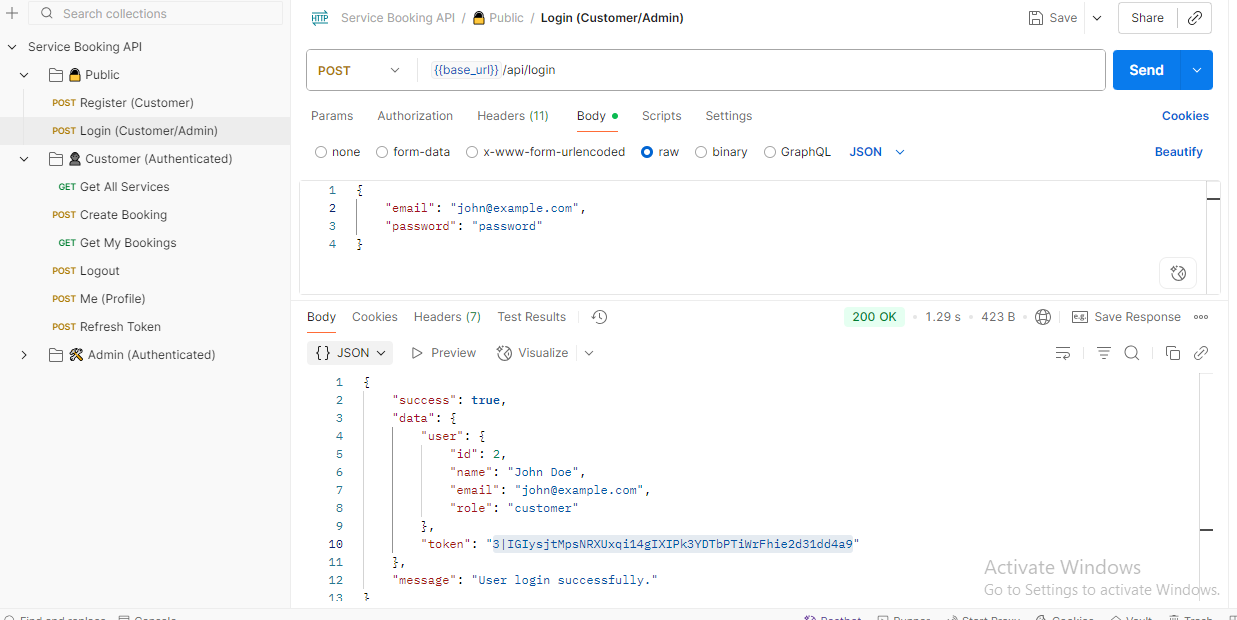 Search collections
Service Booking API
Public
POST Register (Customer)
POST Login (Customer/Admin)
Customer (Authenticated)
GET Get All Services
POST Create Booking
GET Get My Bookings
POST Logout
POST Me (Profile)
POST Refresh Token
Admin (Authenticated)
HTTP Service Booking API / Public / Login (Customer/Admin)
Save Share
POST {{base_url}} /api/login
Send
Params Authorization Headers (11) Body Scripts Settings Cookies
none form-data x-www-form-urlencoded raw binary GraphQL JSON Beautify
1 {
2 "email": "john@example.com",
3 "password": "password"
4 }
Body Cookies Headers (7) Test Results 200 OK • 1.29 s • 423 B • e.g. Save Response
{} JSON Preview Visualize
1 {
2 "success": true,
3 "data": {
4 "user": {
5 "id": 2,
6 "name": "John Doe",
7 "email": "john@example.com",
8 "role": "customer"
9 },
10 "token": "3|IGIysjtMpsNRXUxqi14gIXIPk3YDTbPTiWrFhie2d31dd4a9"
11 },
12 "message": "User login successfully."
13 }
Activate Windows
Go to Settings to activate Windows.
Find and replace Console Postbot Runner Start Proxy Cookies Vault Trash